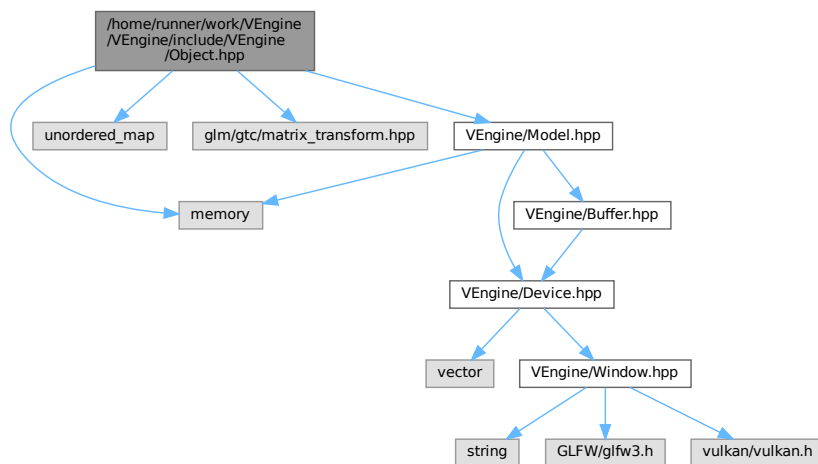 /home/runner/work/VEngine
/VEngine/include/VEngine
/Object.hpp
unordered_map
glm/gtc/matrix_transform.hpp
VEngine/Model.hpp
memory
VEngine/Buffer.hpp
VEngine/Device.hpp
vector
VEngine/Window.hpp
string
GLFW/glfw3.h
vulkan/vulkan.h